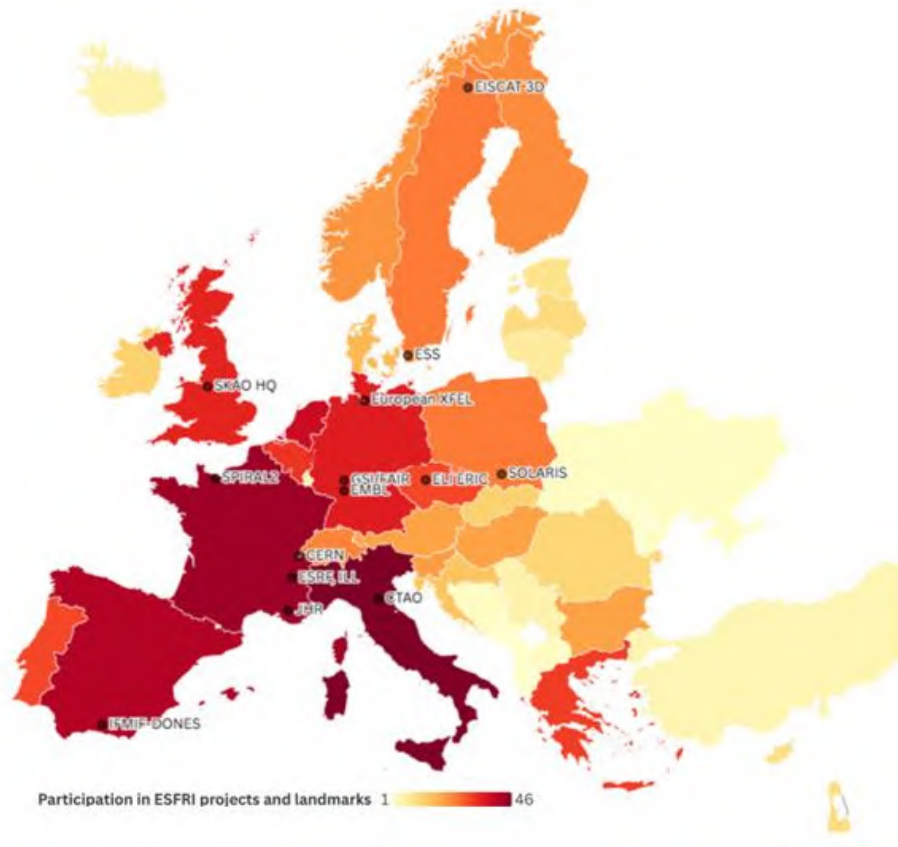 EISCAT 3D
ESS
SKAO HQ
European XFEL
SPIRAL2
GSI/FAIR
ELI ERIC
SOLARIS
EMBL
CERN
ESRF, ILL
CTAO
JHR
IFMIF-DONES
Participation in ESFRI projects and landmarks 1 46